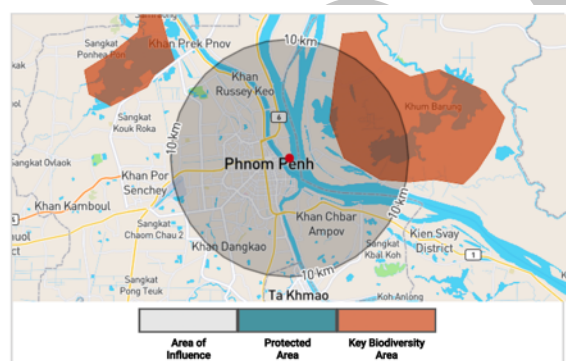 Sangkat
Ponhea Pon
Khan Prek Pnov
10 km
Khan
Russey Keo
Khum Barung
6
Sangkat
Kouk Roka
10 km
Sangkat Ovlaok
Phnom Penh
Khan Por
Senchey
Khan Kamboul
10 km
Khan Chbar
Ampov
Sangkat
Chaom Chau 2
Kien Svay
District
Khan Dangkao
Sangkat
Kbal Koh
1
10 km
Sangkat
Pong Teuk
Ta Khmao
Koh Anlong
Area of
Influence
Protected
Area
Key Biodiversity
Area